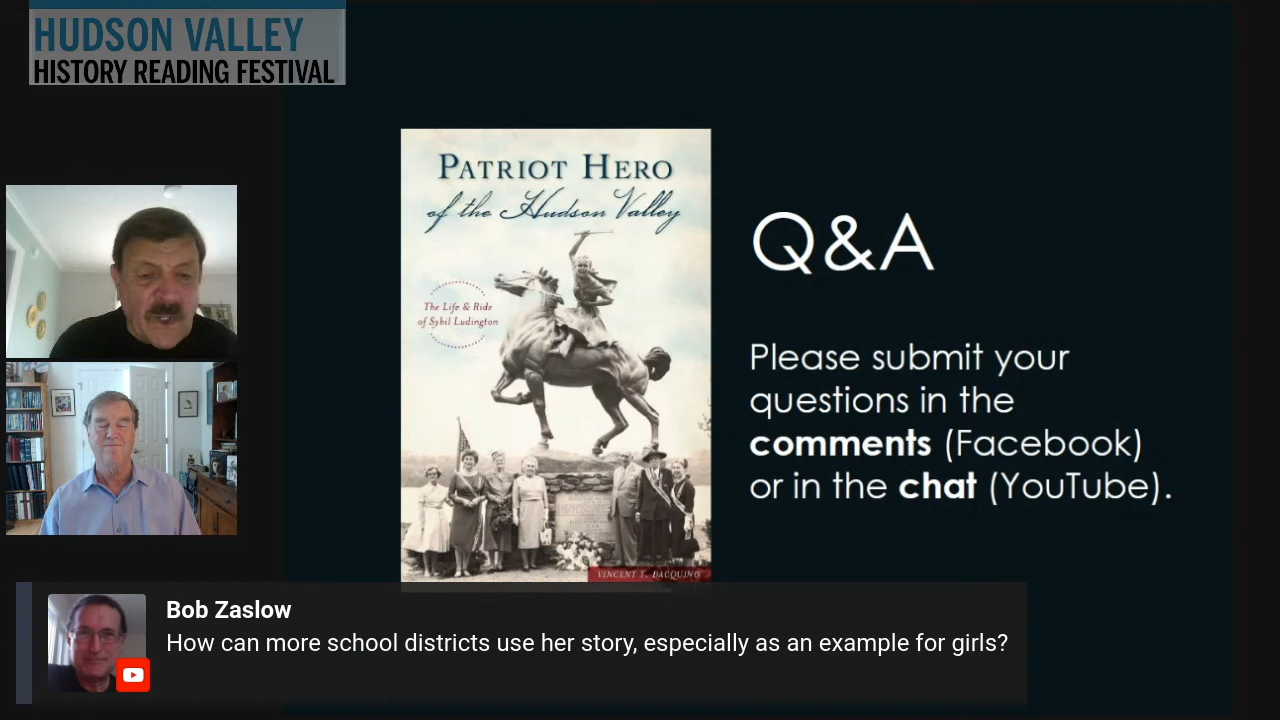 HUDSON VALLEY
HISTORY READING FESTIVAL
PATRIOT HERO
of the Hudson Valley
The Life & Ride
of Sybil Ludington
VINCENT T. DACQUINO
Q&A
Please submit your
questions in the
comments (Facebook)
or in the chat (YouTube).
Bob Zaslow
How can more school districts use her story, especially as an example for girls?